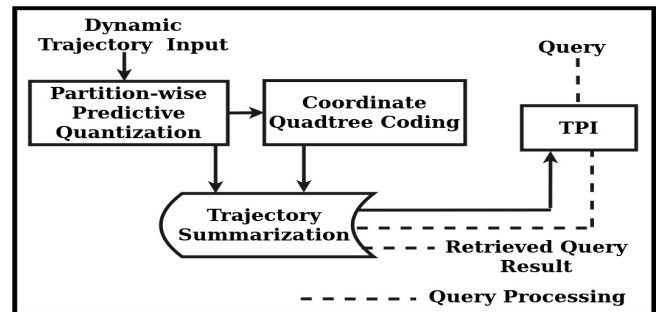 Dynamic
Trajectory Input
Query
Partition-wise
Predictive
Quantization
Coordinate
Quadtree Coding
TPI
Trajectory
Summarization
Retrieved Query
Result
Query Processing